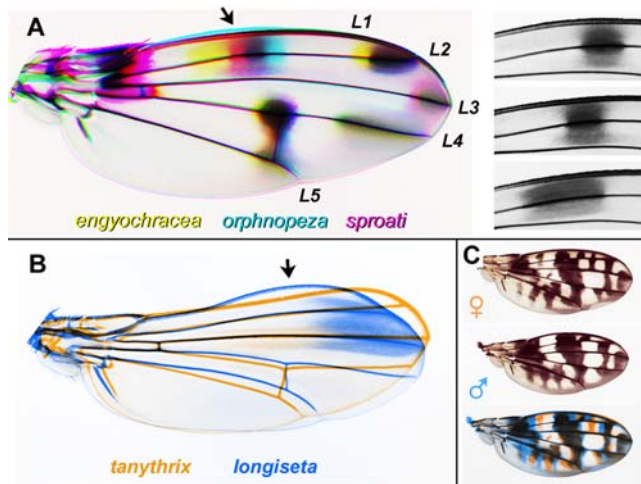 A
L1
L2
L3
L4
L5
engyochracea orphnopeza sproati
B
tanythrix longiseta
C
♀
♂